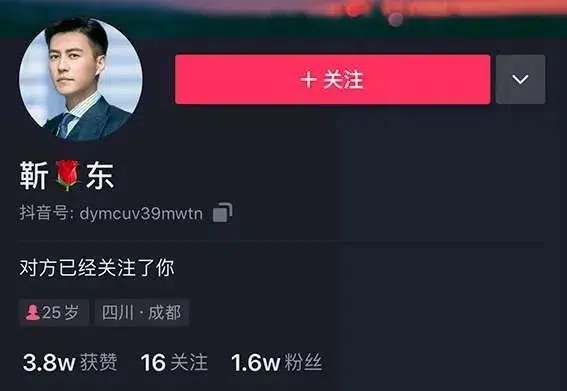 + 关注
靳🌹东
抖音号: dymcuv39mwtn
对方已经关注了你
25岁 四川·成都
3.8w 获赞 16 关注 1.6w 粉丝